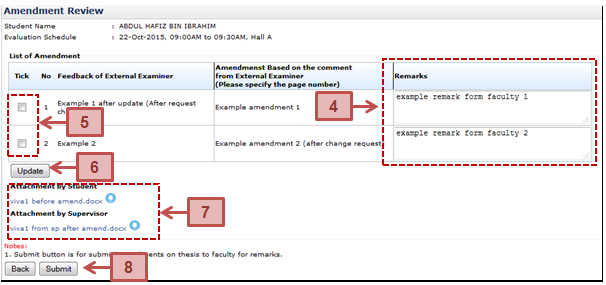 Amendment Review
Student Name : ABDUL HAFIZ BIN IBRAHIM
Evaluation Schedule : 22-Oct-2015, 09:00AM to 09:30AM, Hall A
List of Amendment
Tick No Feedback of External Examiner Amendmenst Based on the comment from External Examiner (Please specify the page number) Remarks
1 Example 1 after update (After request Example amendment 1 example remark form faculty 1
4
5
2 Example 2 Example amendment 2 (after change request example remark form faculty 2
Update
6
Attachment by Student
viva1 before amend.docx
Attachment by Supervisor
viva1 from sp after amend.docx
7
Notes:
1. Submit button is for on thesis to faculty for remarks.
Back Submit
8